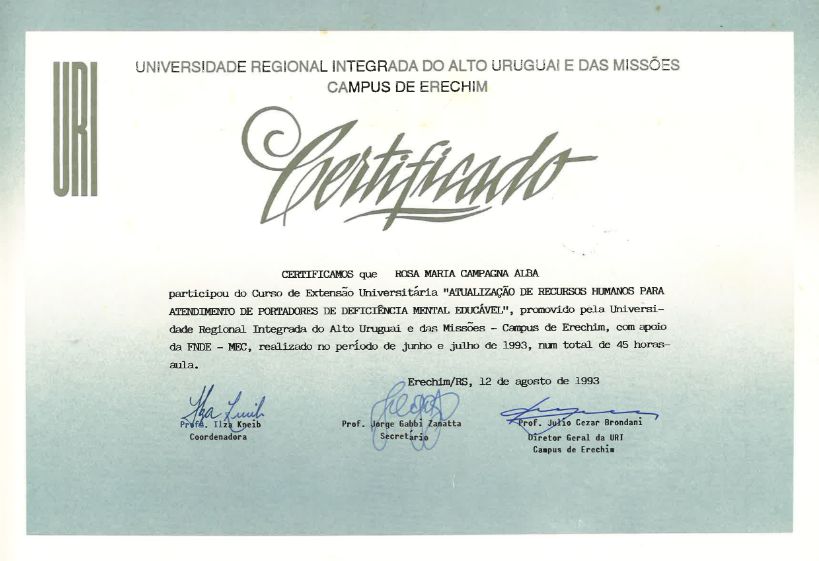 URI
UNIVERSIDADE REGIONAL INTEGRADA DO ALTO URUGUAI E DAS MISSÕES
CAMPUS DE ERECHIM
Certificado
CERTIFICAMOS que ROSA MARIA CAMPAGNA ALBA
participou do Curso de Extensão Universitária "ATUALIZAÇÃO DE RECURSOS HUMANOS PARA
ATENDIMENTO DE PORTADORES DE DEFICIÊNCIA MENTAL EDUCÁVEL", promovido pela Universi-
dade Regional Integrada do Alto Uruguai e das Missões - Campus de Erechim, com apoio
da FNDE - MEC, realizado no período de junho e julho de 1993, num total de 45 horas-
aula.
Erechim/RS, 12 de agosto de 1993
Profa. Ilza Kneib
Coordenadora
Prof. Jorge Gabbi Zanatta
Secretário
Prof. Julio Cezar Brondani
Diretor Geral da URI
Campus de Erechim